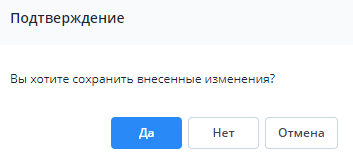 Подтверждение
Вы хотите сохранить внесенные изменения?
Да
Нет
Отмена